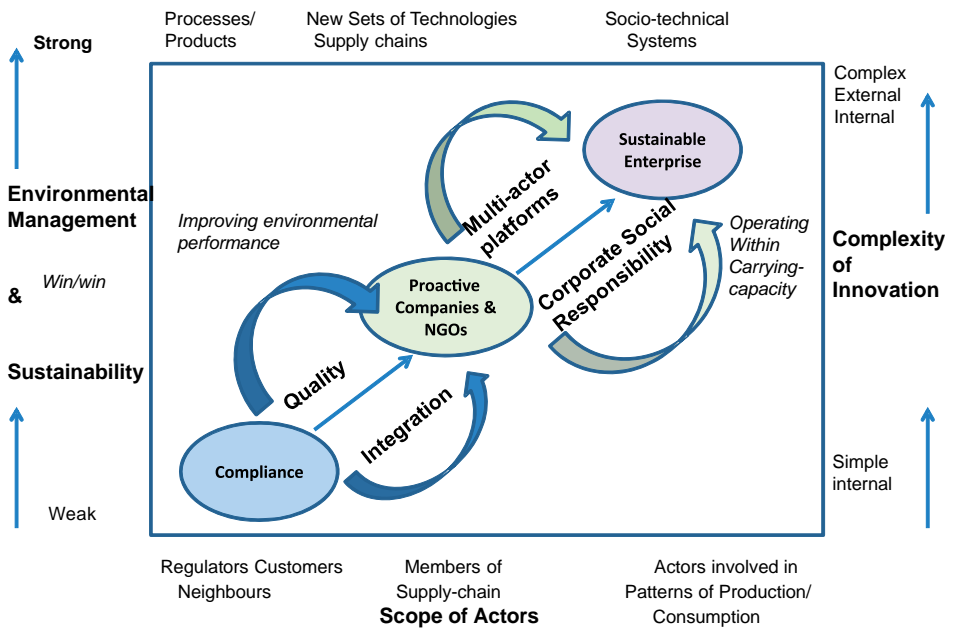 Processes/
Products
New Sets of Technologies
Supply chains
Socio-technical
Systems
Strong
Environmental
Management
Win/win
&
Sustainability
Weak
Improving environmental
performance
Multi-actor
platforms
Sustainable
Enterprise
Proactive
Companies &
NGOs
Corporate Social
Responsibility
Operating
Within
Carrying-
capacity
Quality
Integration
Compliance
Complex
External
Internal
Complexity
of
Innovation
Simple
internal
Regulators Customers
Neighbours
Members of
Supply-chain
Actors involved in
Patterns of Production/
Consumption
Scope of Actors